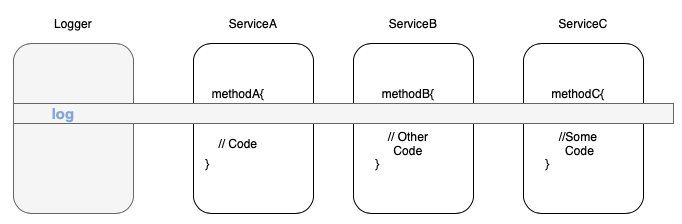 Logger
ServiceA
ServiceB
ServiceC
methodA{
methodB{
methodC{
log
// Code
}
// Other
Code
}
//Some
Code
}